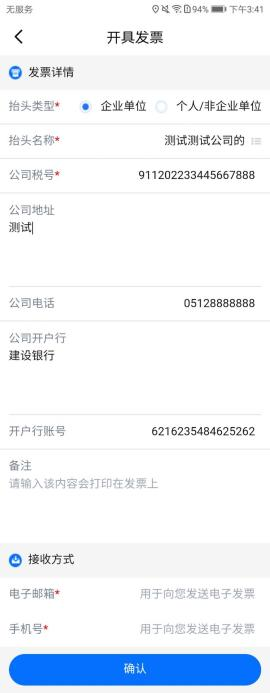 无服务 94% 下午3:41
开具发票
发票详情
抬头类型* 企业单位 个人/非企业单位
抬头名称* 测试测试公司的
公司税号* 911202233445667888
公司地址
测试
公司电话 05128888888
公司开户行
建设银行
开户行账号 6216235484625262
备注
请输入该内容会打印在发票上
接收方式
电子邮箱* 用于向您发送电子发票
手机号* 用于向您发送电子发票
确认